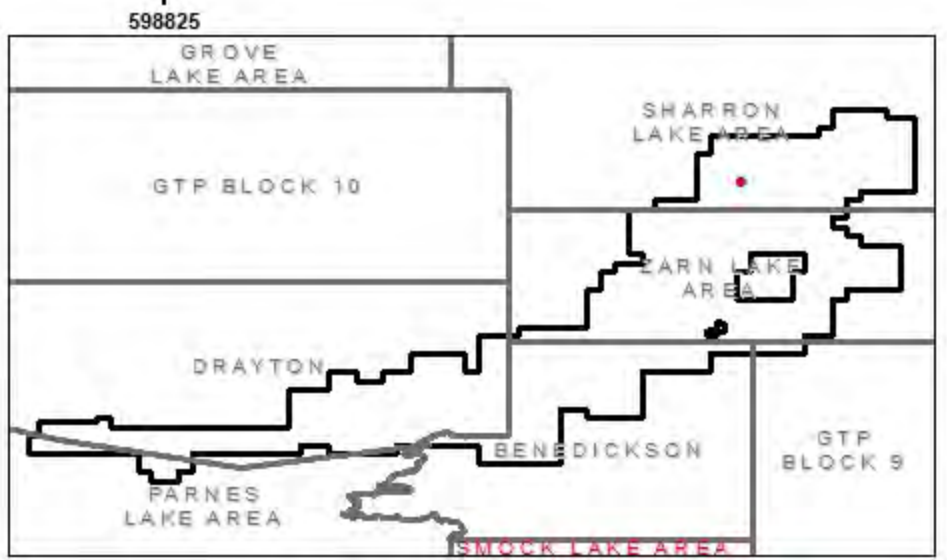 598825
GROVE
LAKE AREA
SHARRON
LAKE AREA
GTP BLOCK 10
ZARN LAKE
AREA
DRAYTON
BENEDICKSON
GTP
BLOCK 9
PARNES
LAKE AREA
SMOCK LAKE AREA